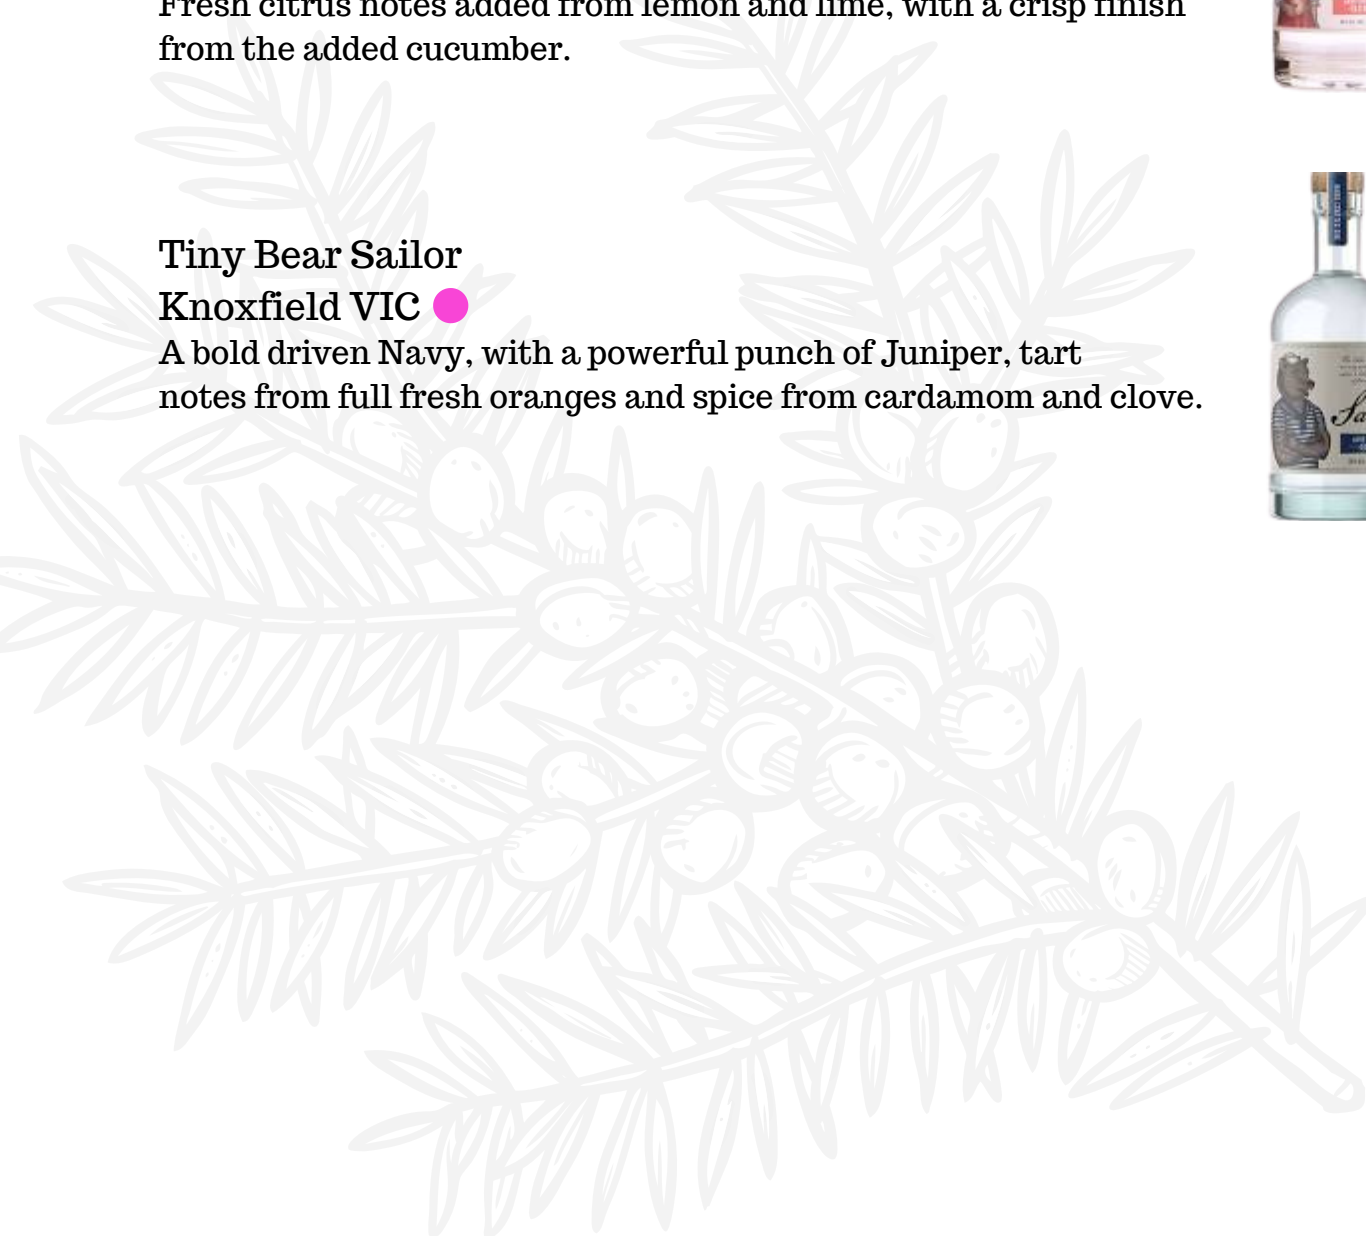 Fresh citrus notes added from lemon and lime, with a crisp finish
from the added cucumber.
Tiny Bear Sailor
Knoxfield VIC
A bold driven Navy, with a powerful punch of Juniper, tart
notes from full fresh oranges and spice from cardamom and clove.